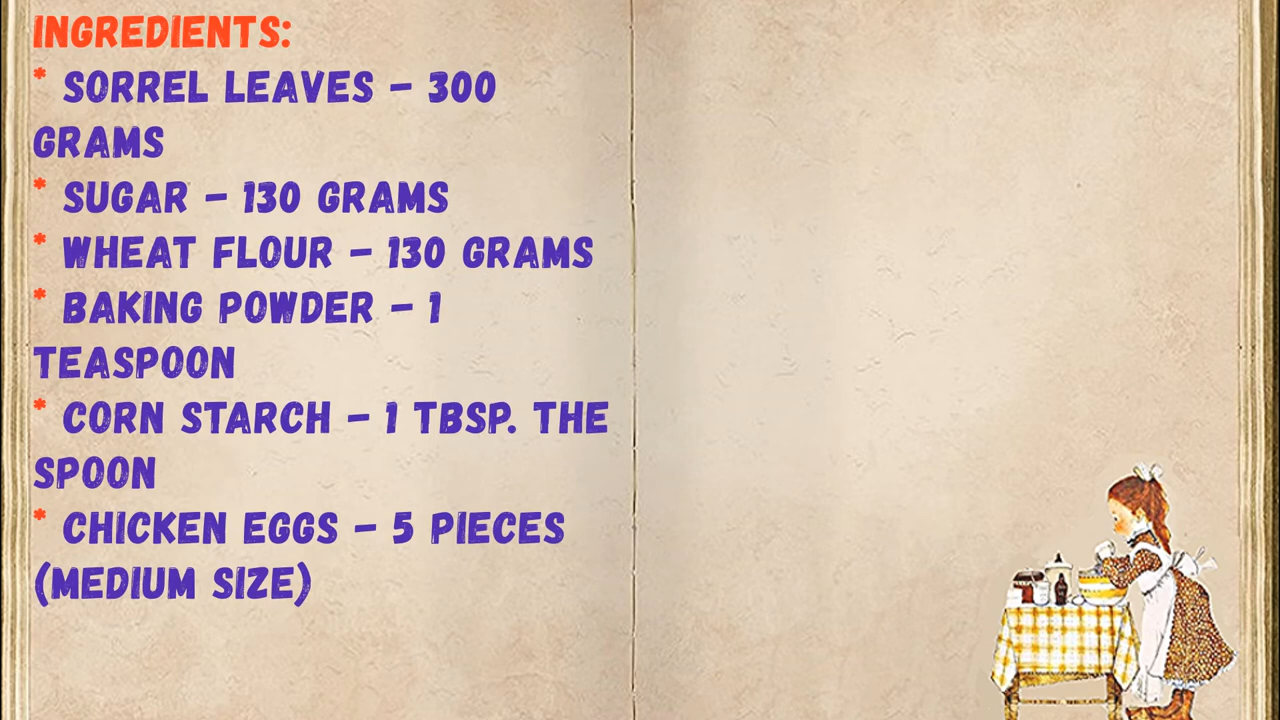 INGREDIENTS:
* SORREL LEAVES – 300
GRAMS
* SUGAR – 130 GRAMS
* WHEAT FLOUR – 130 GRAMS
* BAKING POWDER – 1
TEASPOON
* CORN STARCH – 1 TBSP. THE
SPOON
* CHICKEN EGGS – 5 PIECES
(MEDIUM SIZE)